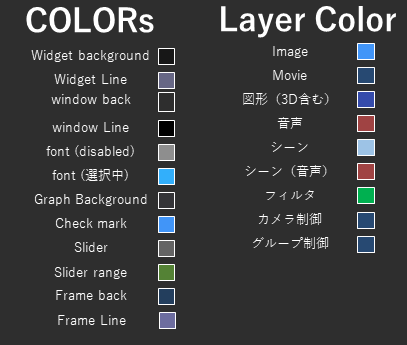 COLORs
Widget background
Widget Line
window back
window Line
font (disabled)
font (選択中)
Graph Background
Check mark
Slider
Slider range
Frame back
Frame Line
Layer Color
Image
Movie
図形（3D含む）
音声
シーン
シーン（音声）
フィルタ
カメラ制御
グループ制御